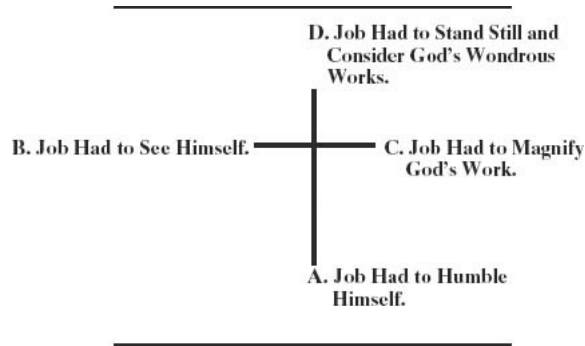 D. Job Had to Stand Still and
Consider God's Wondrous
Works.
B. Job Had to See Himself.
C. Job Had to Magnify
God's Work.
A. Job Had to Humble
Himself.